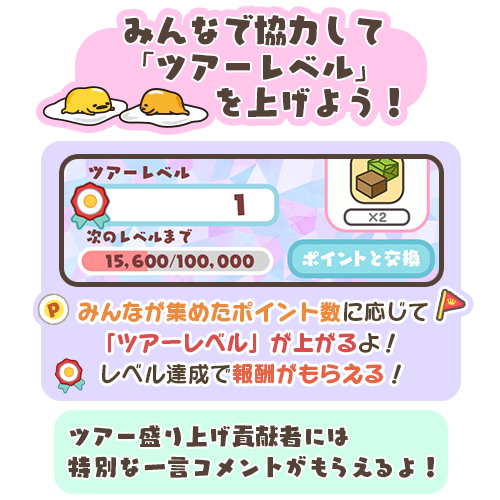 みんなで協力して
「ツアーレベル」
を上げよう！
ツアーレベル
1
×2
次のレベルまで
15,600/100,000
ポイントと交換
P みんなが集めたポイント数に応じて
「ツアーレベル」が上がるよ！
レベル達成で報酬がもらえる！
ツアー盛り上げ貢献者には
特別な一言コメントがもらえるよ！